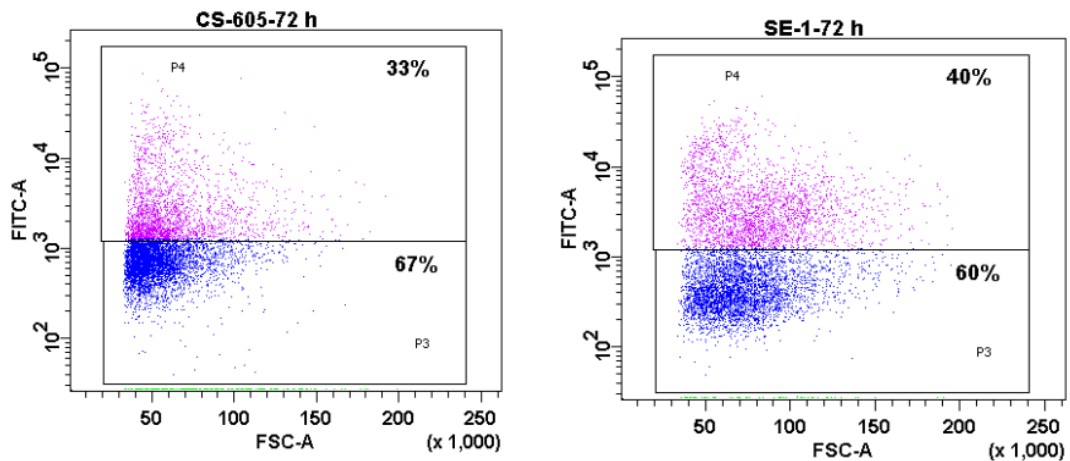 CS-605-72 h
P4
33%
10^5
10^4
10^3
10^2
FITC-A
67%
P3
50 100 150 200 250
FSC-A (x 1,000)
SE-1-72 h
P4
40%
10^5
10^4
10^3
10^2
FITC-A
60%
P3
50 100 150 200 250
FSC-A (x 1,000)